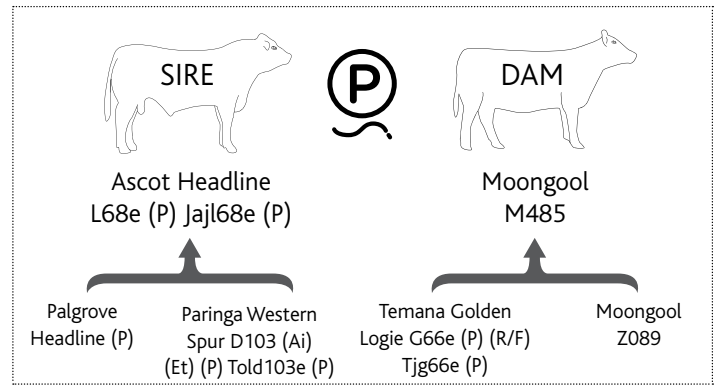 SIRE
P
DAM
Ascot Headline
L68e (P) Jajl68e (P)
Moongool
M485
Palgrove
Headline (P)
Paringa Western
Spur D103 (Ai)
(Et) (P) Told103e (P)
Temana Golden
Logie G66e (P) (R/F)
Tjg66e (P)
Moongool
Z089